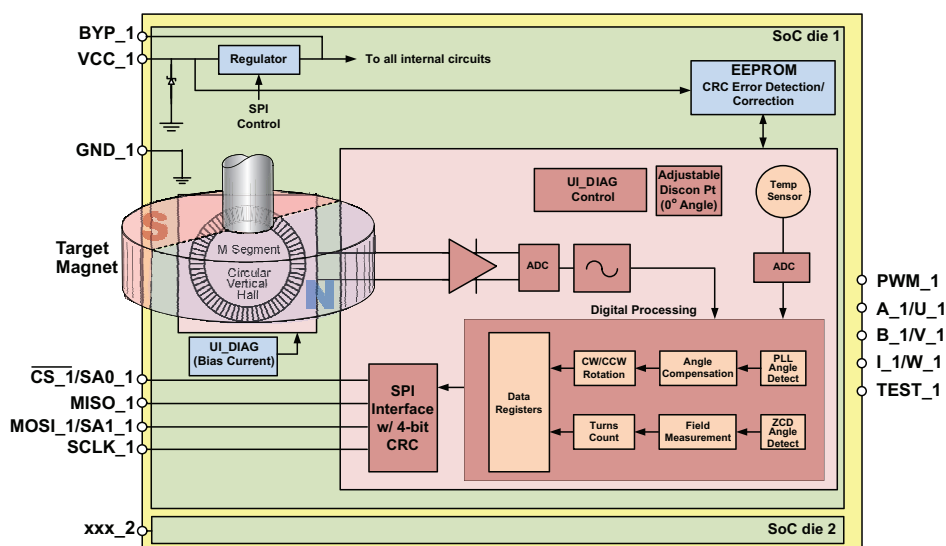 BYP_1
SoC die 1
VCC_1
Regulator
To all internal circuits
EEPROM
CRC Error Detection/
Correction
SPI
Control
GND_1
UI_DIAG
Control
Adjustable
Discon Pt
(0° Angle)
Temp
Sensor
S
Target
Magnet
M Segment
Circular
Vertical
Hall
N
ADC
ADC
PWM_1
A_1/U_1
B_1/V_1
I_1/W_1
TEST_1
Digital Processing
UI_DIAG
(Bias Current)
CS_1/SA0_1
MISO_1
MOSI_1/SA1_1
SCLK_1
SPI
Interface
w/ 4-bit
CRC
Data
Registers
CW/CCW
Rotation
Angle
Compensation
PLL
Angle
Detect
Turns
Count
Field
Measurement
ZCD
Angle
Detect
xxx_2
SoC die 2